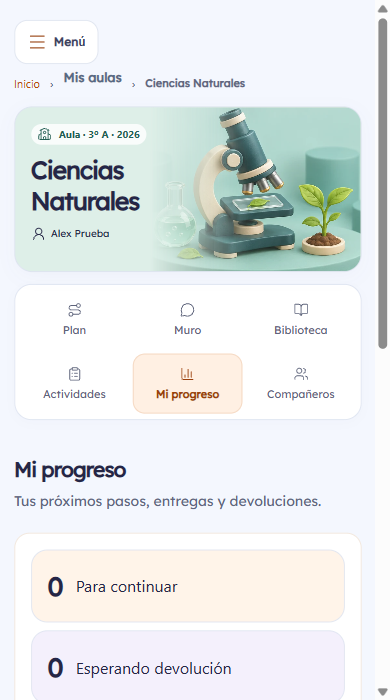 Menú
Inicio › Mis aulas › Ciencias Naturales
Aula · 3º A · 2026
Ciencias
Naturales
Alex Prueba
Plan
Muro
Biblioteca
Actividades
Mi progreso
Compañeros
Mi progreso
Tus próximos pasos, entregas y devoluciones.
0 Para continuar
0 Esperando devolución